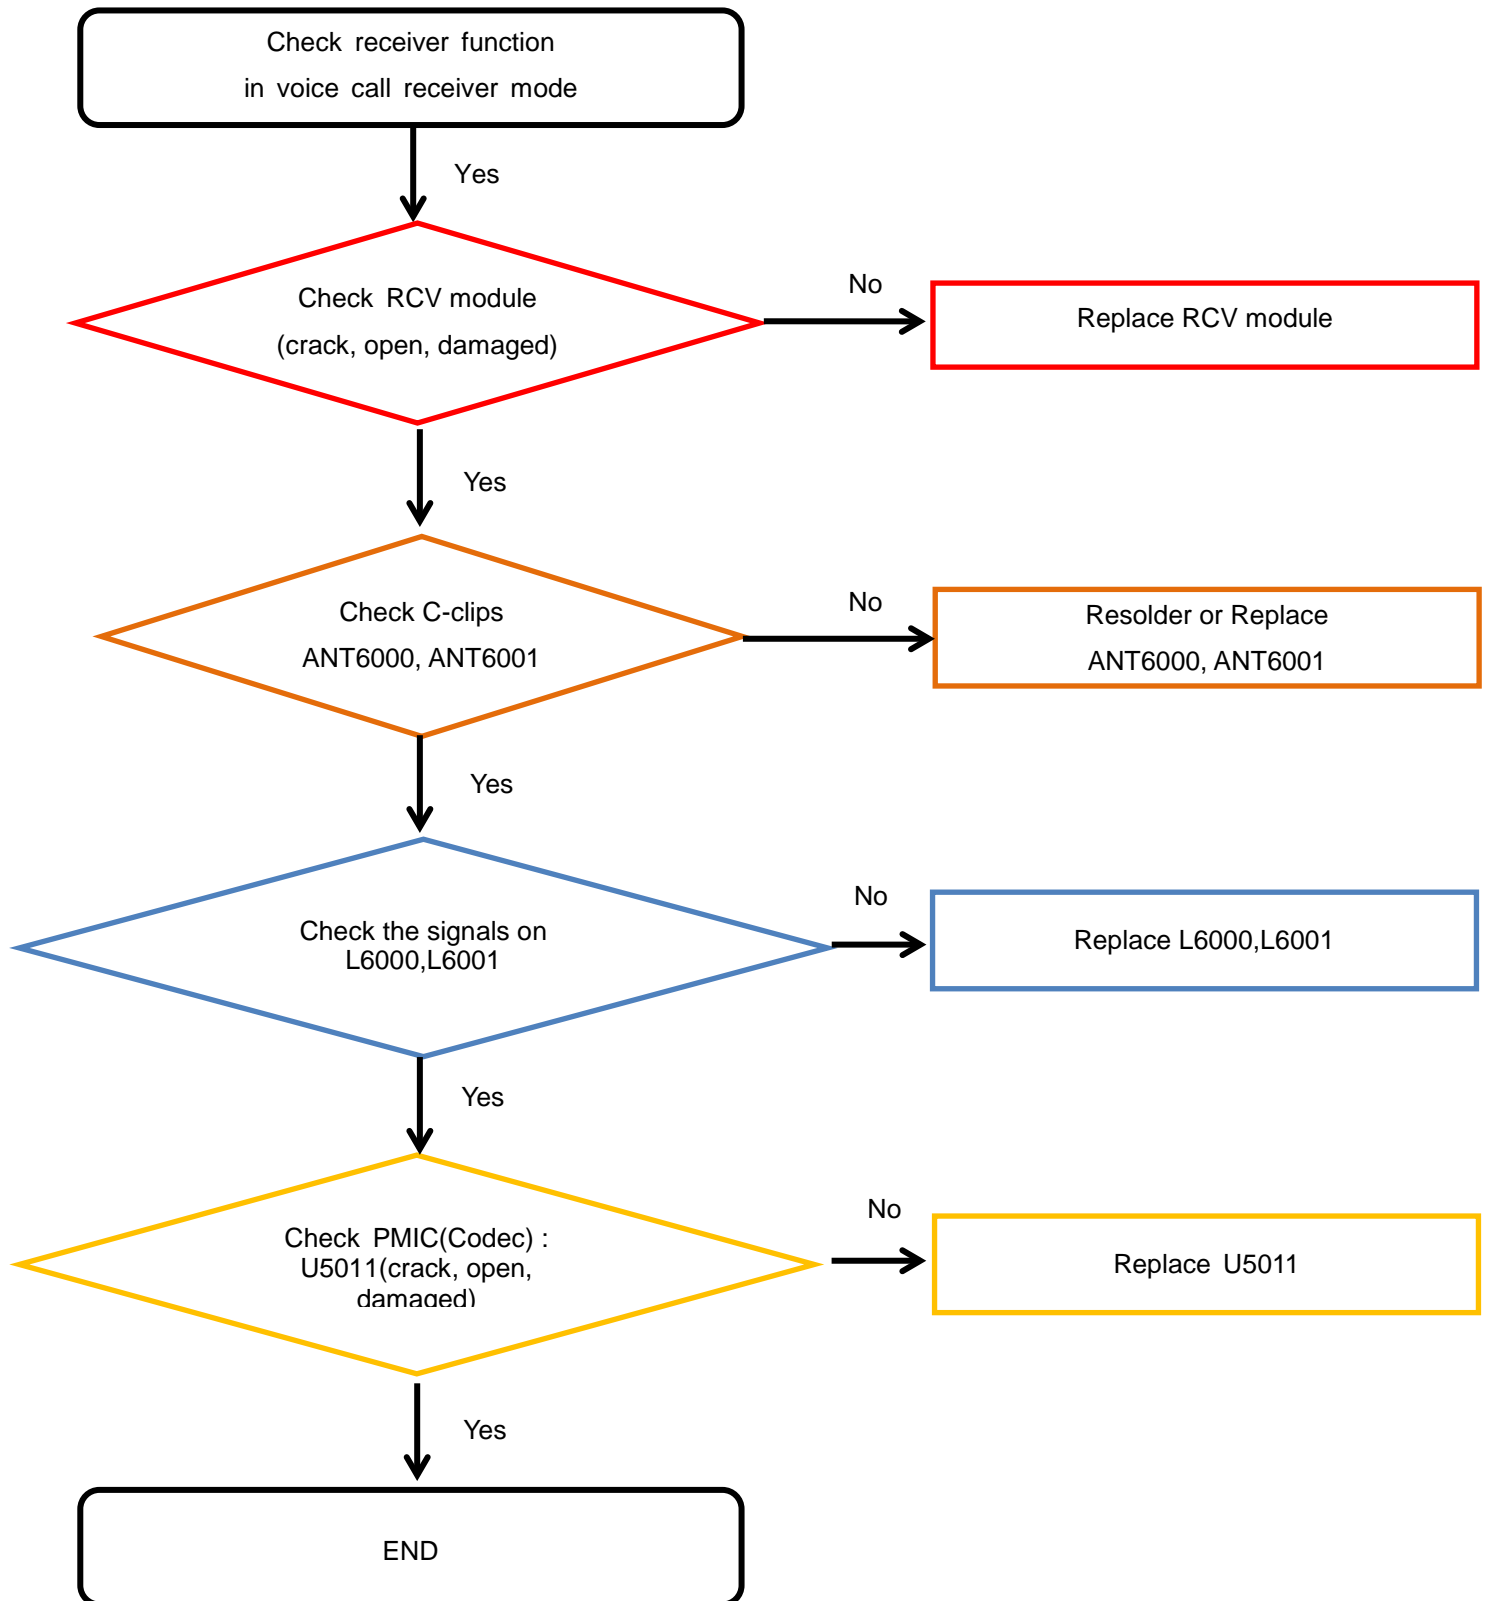 Check receiver function
in voice call receiver mode
Yes
Check RCV module
(crack, open, damaged)
No
Replace RCV module
Yes
Check C-clips
ANT6000, ANT6001
No
Resolder or Replace
ANT6000, ANT6001
Yes
Check the signals on
L6000,L6001
No
Replace L6000,L6001
Yes
Check PMIC(Codec) :
U5011(crack, open,
damaged)
No
Replace U5011
Yes
END